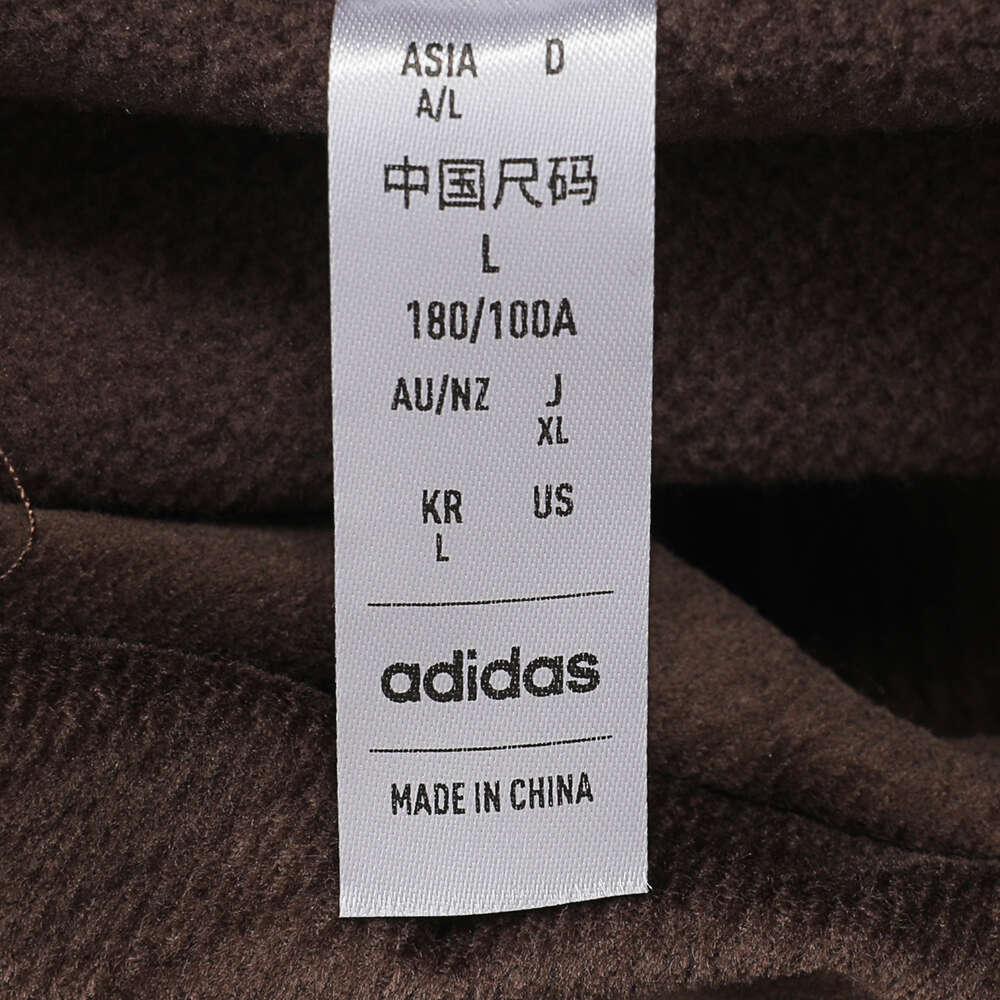 ASIA D
A/L
中国尺码
L
180/100A
AU/NZ J
XL
KR US
L
adidas
MADE IN CHINA